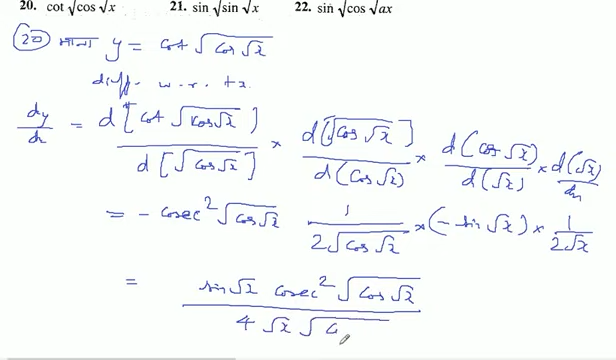 20. cot √cos √x 21. sin √sin √x 22. sin √cos √ax
(20) माना y = cot √(cos √x)
diff. w.r. to x
dy/dx = d[cot √(cos √x)]/d[√(cos √x)] × d[√(cos √x)]/d(cos √x) × d(cos √x)/d(√x) × d(√x)/dx
= - cosec² √(cos √x) 1/(2√(cos √x)) × (- sin √x) × 1/(2√x)
= sin √x cosec² √(cos √x) / 4 √x √